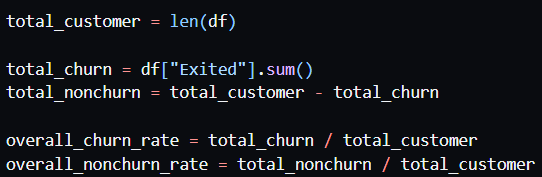 total_customer = len(df)
total_churn = df["Exited"].sum()
total_nonchurn = total_customer - total_churn
overall_churn_rate = total_churn / total_customer
overall_nonchurn_rate = total_nonchurn / total_customer